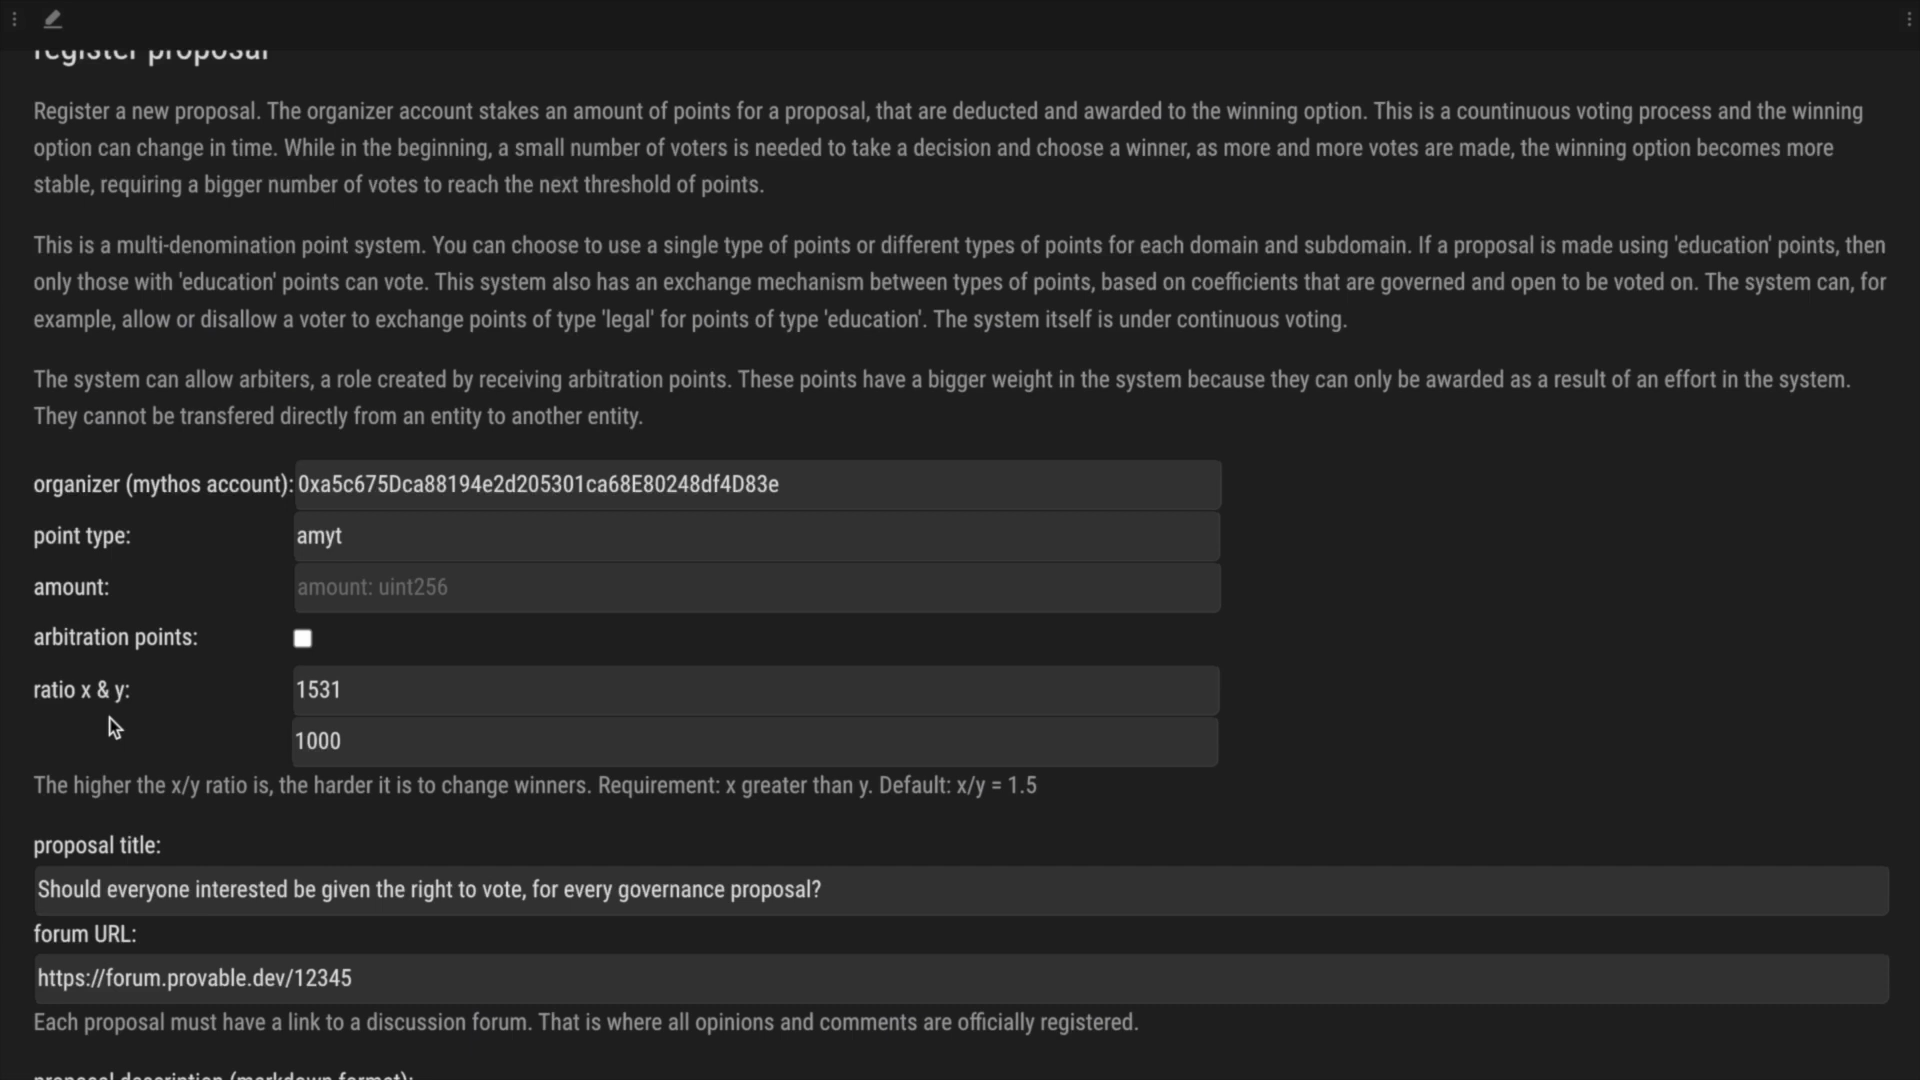 register proposal
Register a new proposal. The organizer account stakes an amount of points for a proposal, that are deducted and awarded to the winning option. This is a countinuous voting process and the winning
option can change in time. While in the beginning, a small number of voters is needed to take a decision and choose a winner, as more and more votes are made, the winning option becomes more
stable, requiring a bigger number of votes to reach the next threshold of points.
This is a multi-denomination point system. You can choose to use a single type of points or different types of points for each domain and subdomain. If a proposal is made using 'education' points, then
only those with 'education' points can vote. This system also has an exchange mechanism between types of points, based on coefficients that are governed and open to be voted on. The system can, for
example, allow or disallow a voter to exchange points of type 'legal' for points of type 'education'. The system itself is under continuous voting.
The system can allow arbiters, a role created by receiving arbitration points. These points have a bigger weight in the system because they can only be awarded as a result of an effort in the system.
They cannot be transfered directly from an entity to another entity.
organizer (mythos account): 0xa5c675Dca88194e2d205301ca68E80248df4D83e
point type: amyt
amount: amount: uint256
arbitration points:
ratio x & y: 1531
1000
The higher the x/y ratio is, the harder it is to change winners. Requirement: x greater than y. Default: x/y = 1.5
proposal title:
Should everyone interested be given the right to vote, for every governance proposal?
forum URL:
https://forum.provable.dev/12345
Each proposal must have a link to a discussion forum. That is where all opinions and comments are officially registered.
proposal description (markdown format):